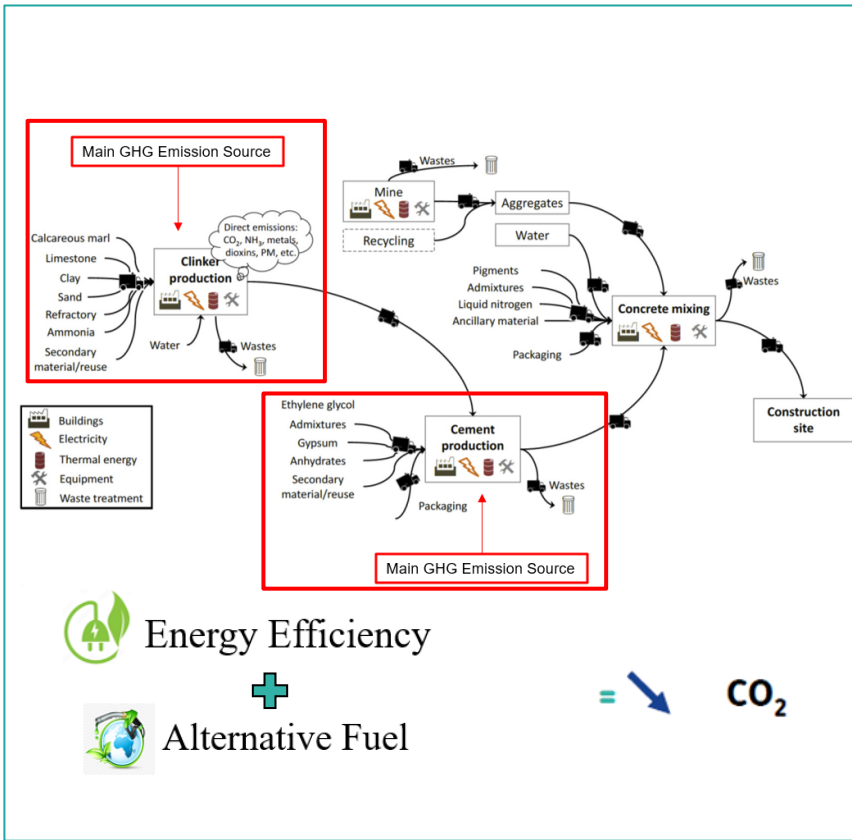 Main GHG Emission Source
Direct emissions:
CO2, NH3, metals,
dioxins, PM, etc.
Calcareous marl
Limestone
Clay
Sand
Refractory
Ammonia
Secondary
material/reuse
Clinker
production
Water
Wastes
Wastes
Mine
Recycling
Aggregates
Water
Pigments
Admixtures
Liquid nitrogen
Ancillary material
Packaging
Concrete mixing
Wastes
Construction
site
Buildings
Electricity
Thermal energy
Equipment
Waste treatment
Ethylene glycol
Admixtures
Gypsum
Anhydrates
Secondary
material/reuse
Packaging
Cement
production
Wastes
Main GHG Emission Source
Energy Efficiency
+
Alternative Fuel
=
CO2